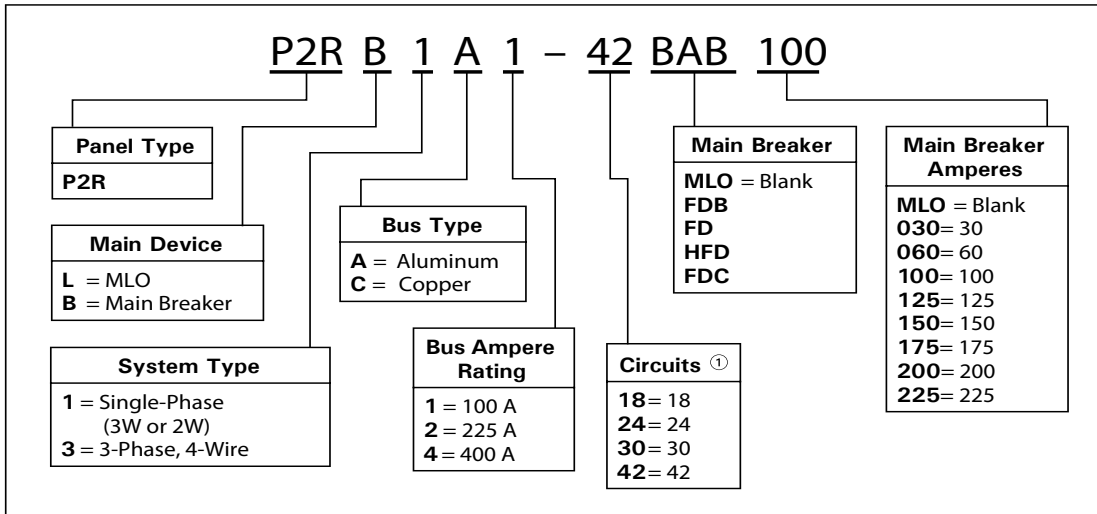 P2R B 1 A 1 – 42 BAB 100
Panel Type
P2R
Main Device
L = MLO
B = Main Breaker
System Type
1 = Single-Phase
(3W or 2W)
3 = 3-Phase, 4-Wire
Bus Type
A = Aluminum
C = Copper
Bus Ampere
Rating
1 = 100 A
2 = 225 A
4 = 400 A
Circuits ①
18= 18
24= 24
30= 30
42= 42
Main Breaker
MLO = Blank
FDB
FD
HFD
FDC
Main Breaker
Amperes
MLO = Blank
030= 30
060= 60
100= 100
125= 125
150= 150
175= 175
200= 200
225= 225